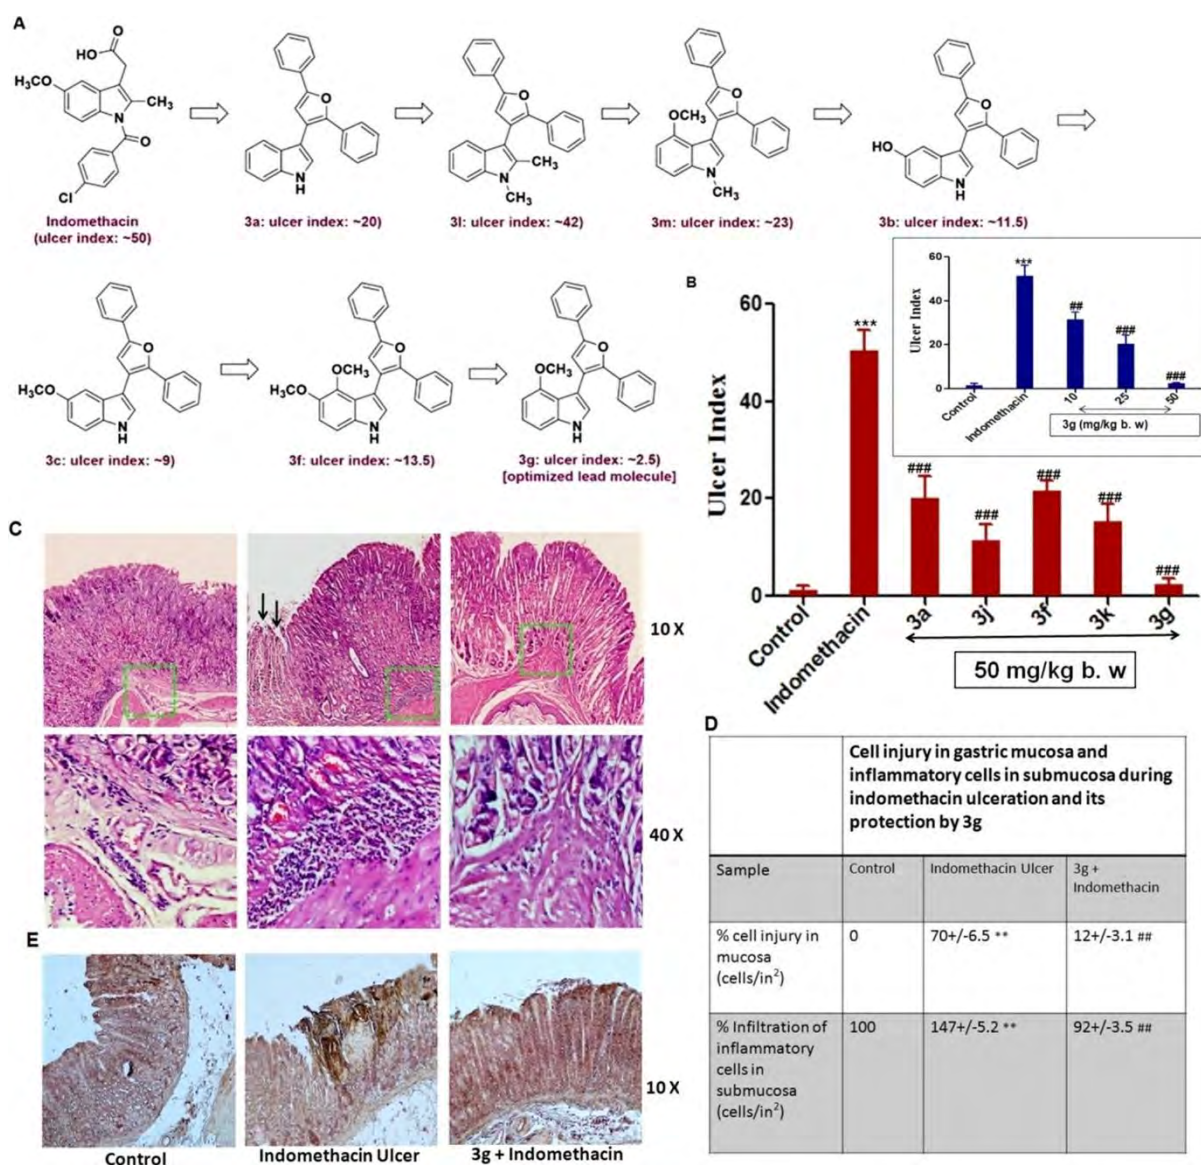 A
O
HO
H₃CO
CH₃
N
O
Cl
Indomethacin
(ulcer index: ~50)
O
N
H
3a: ulcer index: ~20)
O
CH₃
N
CH₃
3l: ulcer index: ~42)
OCH₃
O
N
CH₃
3m: ulcer index: ~23)
O
HO
N
H
3b: ulcer index: ~11.5)
O
H₃CO
N
H
3c: ulcer index: ~9)
OCH₃
O
H₃CO
N
H
3f: ulcer index: ~13.5)
OCH₃
O
N
H
3g: ulcer index: ~2.5)
[optimized lead molecule]
B
Ulcer Index
60
40
20
0
***
###
###
###
###
###
Control
Indomethacin
3a
3j
3f
3k
3g
50 mg/kg b. w
Ulcer Index
60
40
20
0
***
##
###
###
Control
Indomethacin
10
25
50
3g (mg/kg b. w)
C
10 X
40 X
D
Cell injury in gastric mucosa and
inflammatory cells in submucosa during
indomethacin ulceration and its
protection by 3g
Sample
Control
Indomethacin Ulcer
3g +
Indomethacin
% cell injury in
mucosa
(cells/in²)
0
70+/-6.5 **
12+/-3.1 ##
% Infiltration of
inflammatory
cells in
submucosa
(cells/in²)
100
147+/-5.2 **
92+/-3.5 ##
E
10 X
Control
Indomethacin Ulcer
3g + Indomethacin